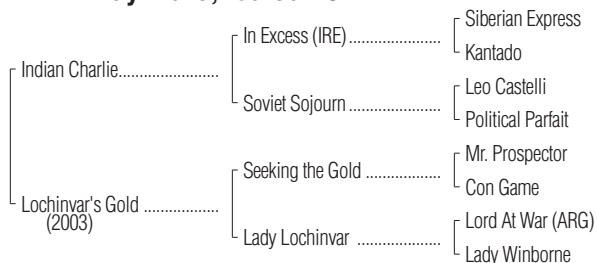 Siberian Express
In Excess (IRE)
Kantado
Indian Charlie
Leo Castelli
Soviet Sojourn
Political Parfait
Mr. Prospector
Seeking the Gold
Con Game
Lochinvar's Gold
(2003)
Lord At War (ARG)
Lady Lochinvar
Lady Winborne